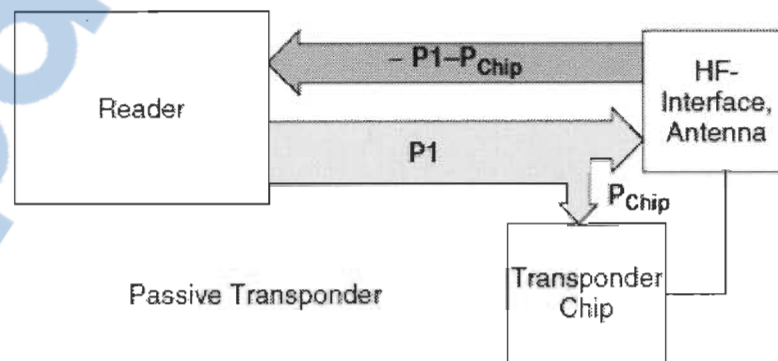 – P1–PChip
HF-
Interface,
Antenna
Reader
P1
PChip
Passive Transponder
Transponder
Chip